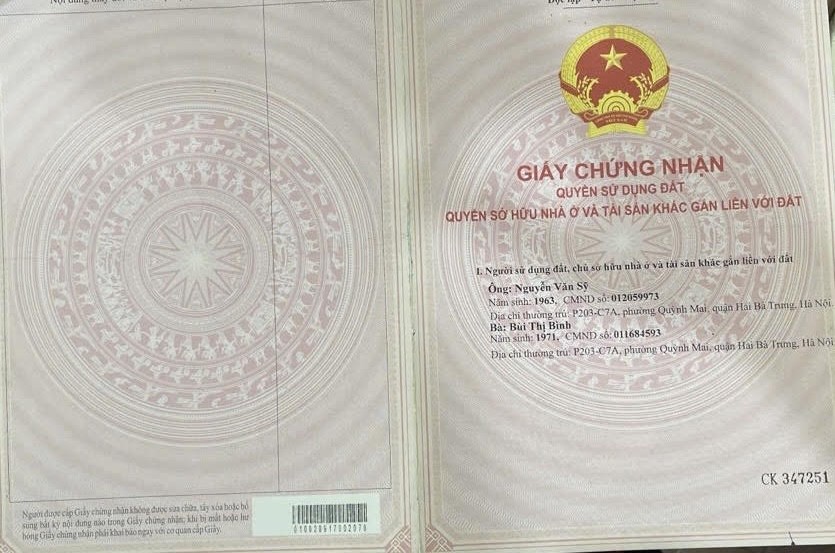 Người được cấp Giấy chứng nhận không được sửa chữa, tẩy xóa hoặc bổ
sung bất kỳ nội dung nào trong Giấy chứng nhận; khi bị mất hoặc hư
hỏng Giấy chứng nhận phải khai báo ngay với cơ quan cấp Giấy.
GIẤY CHỨNG NHẬN
QUYỀN SỬ DỤNG ĐẤT
QUYỀN SỞ HỮU NHÀ Ở VÀ TÀI SẢN KHÁC GẮN LIỀN VỚI ĐẤT
I. Người sử dụng đất, chủ sở hữu nhà ở và tài sản khác gắn liền với đất
Ông: Nguyễn Văn Sỹ
Năm sinh: 1963, CMND số: 012059973
Địa chỉ thường trú: P203-C7A, phường Quỳnh Mai, quận Hai Bà Trưng, Hà Nội.
Bà: Bùi Thị Bình
Năm sinh: 1971, CMND số: 011684593
Địa chỉ thường trú: P203-C7A, phường Quỳnh Mai, quận Hai Bà Trưng, Hà Nội
CK 347251